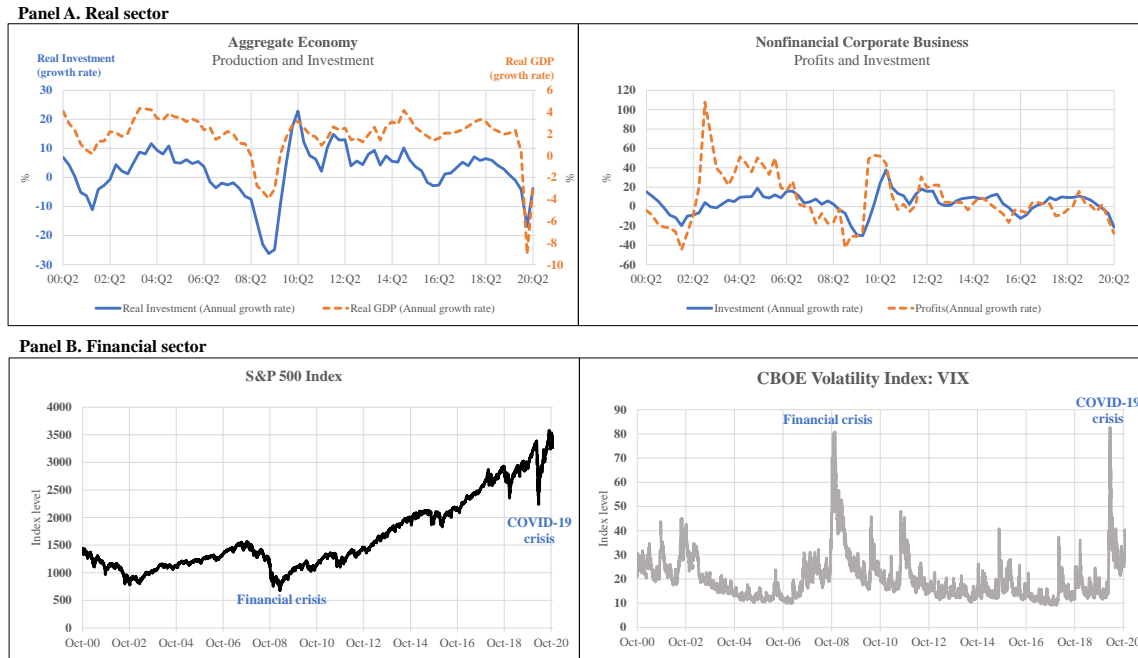 Panel A. Real sector
Aggregate Economy
Production and Investment
Real Investment
(growth rate)
Real GDP
(growth rate)
30
20
10
0
-10
-20
-30
%
6
4
2
0
-2
-4
-6
-8
-10
%
00:Q2 02:Q2 04:Q2 06:Q2 08:Q2 10:Q2 12:Q2 14:Q2 16:Q2 18:Q2 20:Q2
Real Investment (Annual growth rate) Real GDP (Annual growth rate)
Nonfinancial Corporate Business
Profits and Investment
120
100
80
60
40
20
0
-20
-40
-60
%
00:Q2 02:Q2 04:Q2 06:Q2 08:Q2 10:Q2 12:Q2 14:Q2 16:Q2 18:Q2 20:Q2
Investment (Annual growth rate) Profits(Annual growth rate)
Panel B. Financial sector
S&P 500 Index
4000
3500
3000
2500
2000
1500
1000
500
0
Index level
COVID-19
crisis
Financial crisis
Oct-00 Oct-02 Oct-04 Oct-06 Oct-08 Oct-10 Oct-12 Oct-14 Oct-16 Oct-18 Oct-20
CBOE Volatility Index: VIX
90
80
70
60
50
40
30
20
10
0
Index level
Financial crisis
COVID-19
crisis
Oct-00 Oct-02 Oct-04 Oct-06 Oct-08 Oct-10 Oct-12 Oct-14 Oct-16 Oct-18 Oct-20